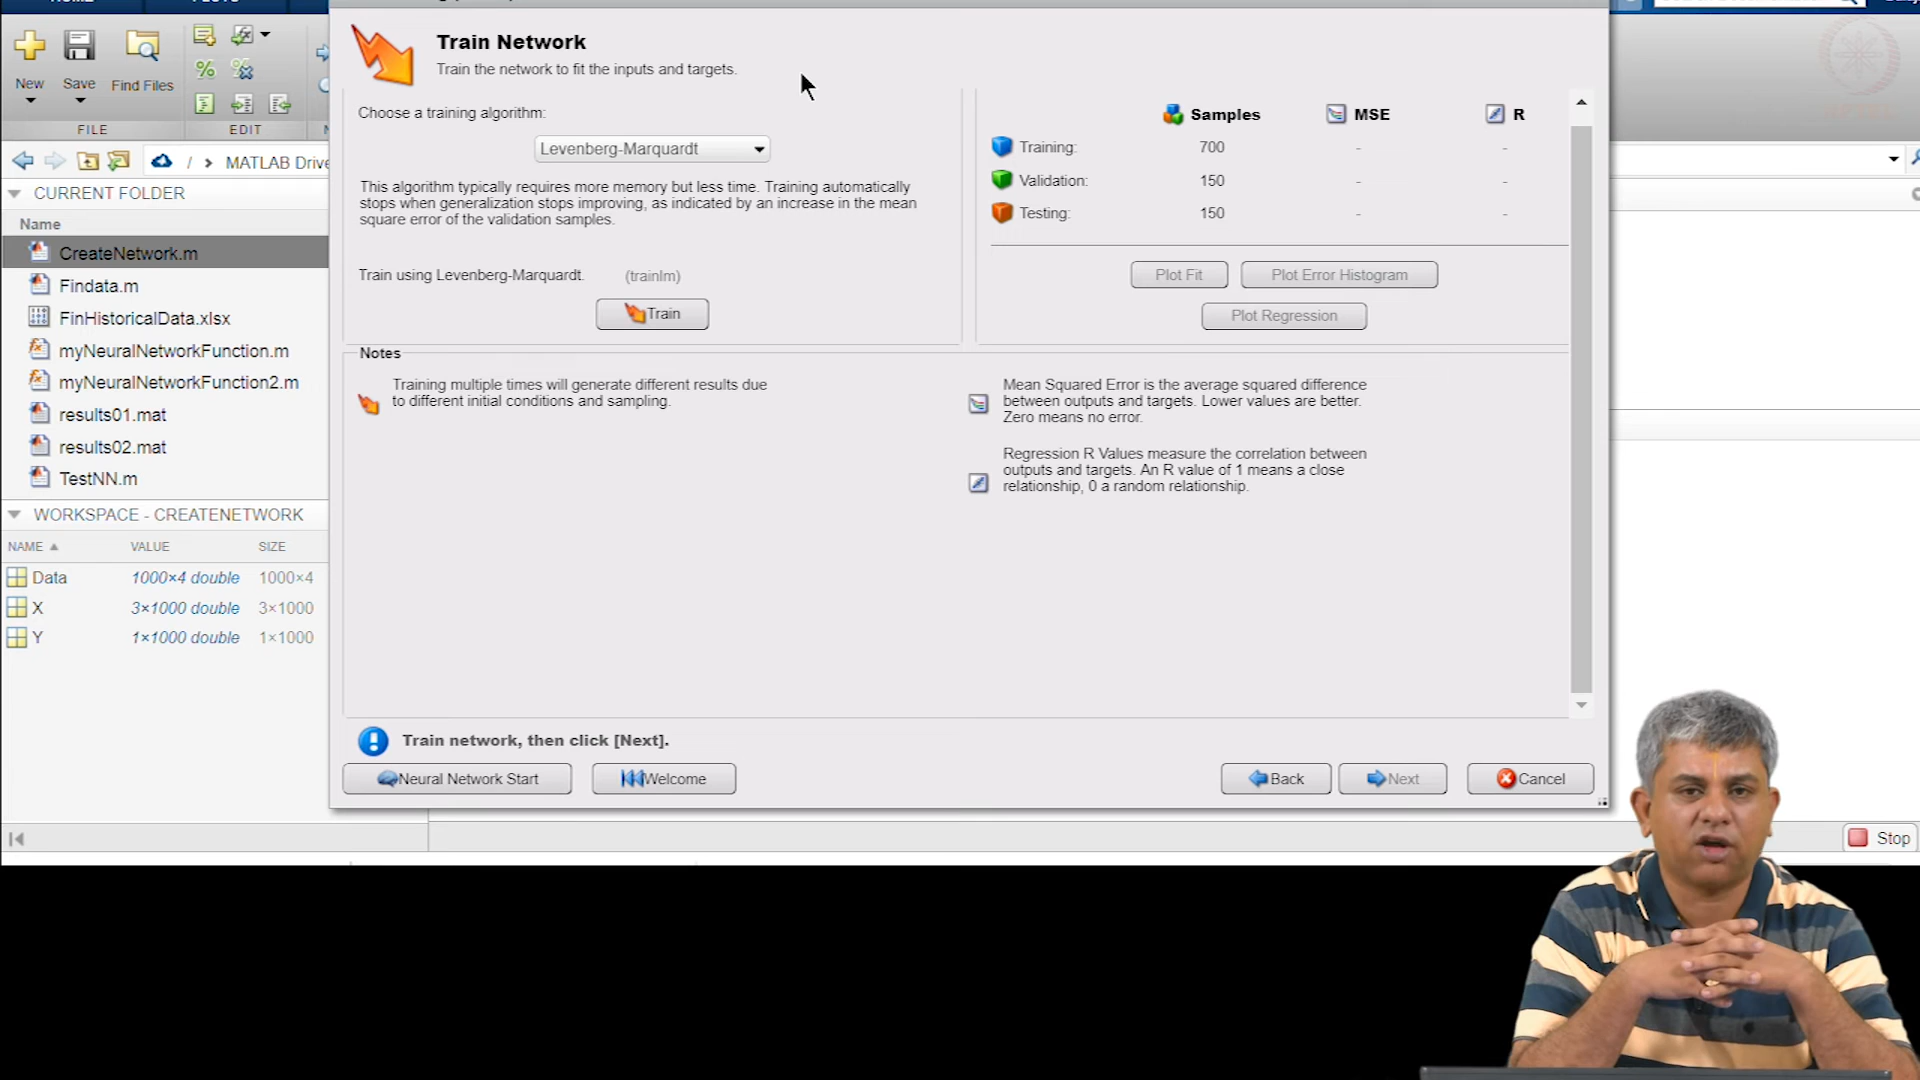 Train Network
Train the network to fit the inputs and targets.
New
Save
Find Files
FILE
EDIT
Choose a training algorithm:
Levenberg-Marquardt
This algorithm typically requires more memory but less time. Training automatically
stops when generalization stops improving, as indicated by an increase in the mean
square error of the validation samples.
Train using Levenberg-Marquardt. (trainlm)
Train
Samples MSE R
Training: 700 - -
Validation: 150 - -
Testing: 150 - -
Plot Fit Plot Error Histogram
Plot Regression
/ > MATLAB Drive
CURRENT FOLDER
Name
CreateNetwork.m
Findata.m
FinHistoricalData.xlsx
myNeuralNetworkFunction.m
myNeuralNetworkFunction2.m
results01.mat
results02.mat
TestNN.m
WORKSPACE - CREATENETWORK
NAME VALUE SIZE
Data 1000×4 double 1000×4
X 3×1000 double 3×1000
Y 1×1000 double 1×1000
Notes
Training multiple times will generate different results due
to different initial conditions and sampling.
Mean Squared Error is the average squared difference
between outputs and targets. Lower values are better.
Zero means no error.
Regression R Values measure the correlation between
outputs and targets. An R value of 1 means a close
relationship, 0 a random relationship.
Train network, then click [Next].
Neural Network Start
Welcome
Back
Next
Cancel
Stop